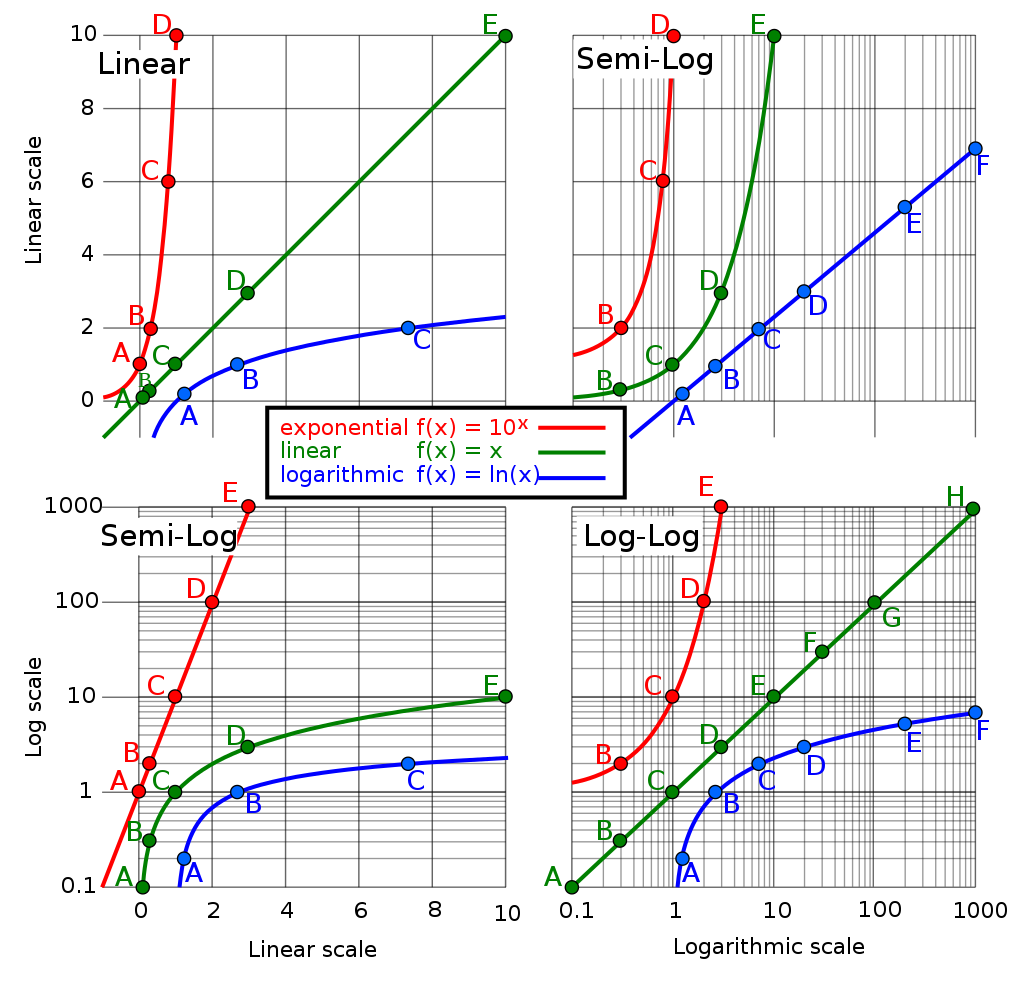 10
D
E
D
E
Linear
Semi-Log
8
C
6
C
F
Linear scale
E
4
D
D
D
B
B
2
C
C
A
C
C
B
B
B
B
A
0
A
A
exponential f(x) = 10ˣ
linear f(x) = x
logarithmic f(x) = ln(x)
1000
E
E
H
Semi-Log
Log-Log
100
D
D
G
F
Log scale
10
C
E
C
E
D
D
F
E
B
B
D
1
A
C
C
C
C
B
B
B
B
A
A
0.1
A
A
0
2
4
6
8
10
0.1
1
10
100
1000
Linear scale
Logarithmic scale